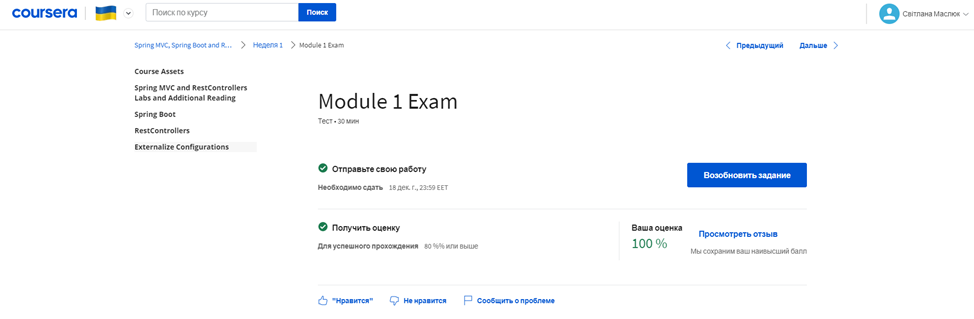 coursera
Поиск по курсу
Поиск
Світлана Маслюк
Spring MVC, Spring Boot and R...
Неделя 1
Module 1 Exam
Предыдущий
Дальше
Course Assets
Spring MVC and RestControllers
Labs and Additional Reading
Spring Boot
RestControllers
Externalize Configurations
Module 1 Exam
Тест • 30 мин
Отправьте свою работу
Необходимо сдать 18 дек. г., 23:59 EET
Возобновить задание
Получить оценку
Для успешного прохождения 80 %% или выше
Ваша оценка
100 %
Просмотреть отзыв
Мы сохраним ваш наивысший балл
"Нравится"
Не нравится
Сообщить о проблеме